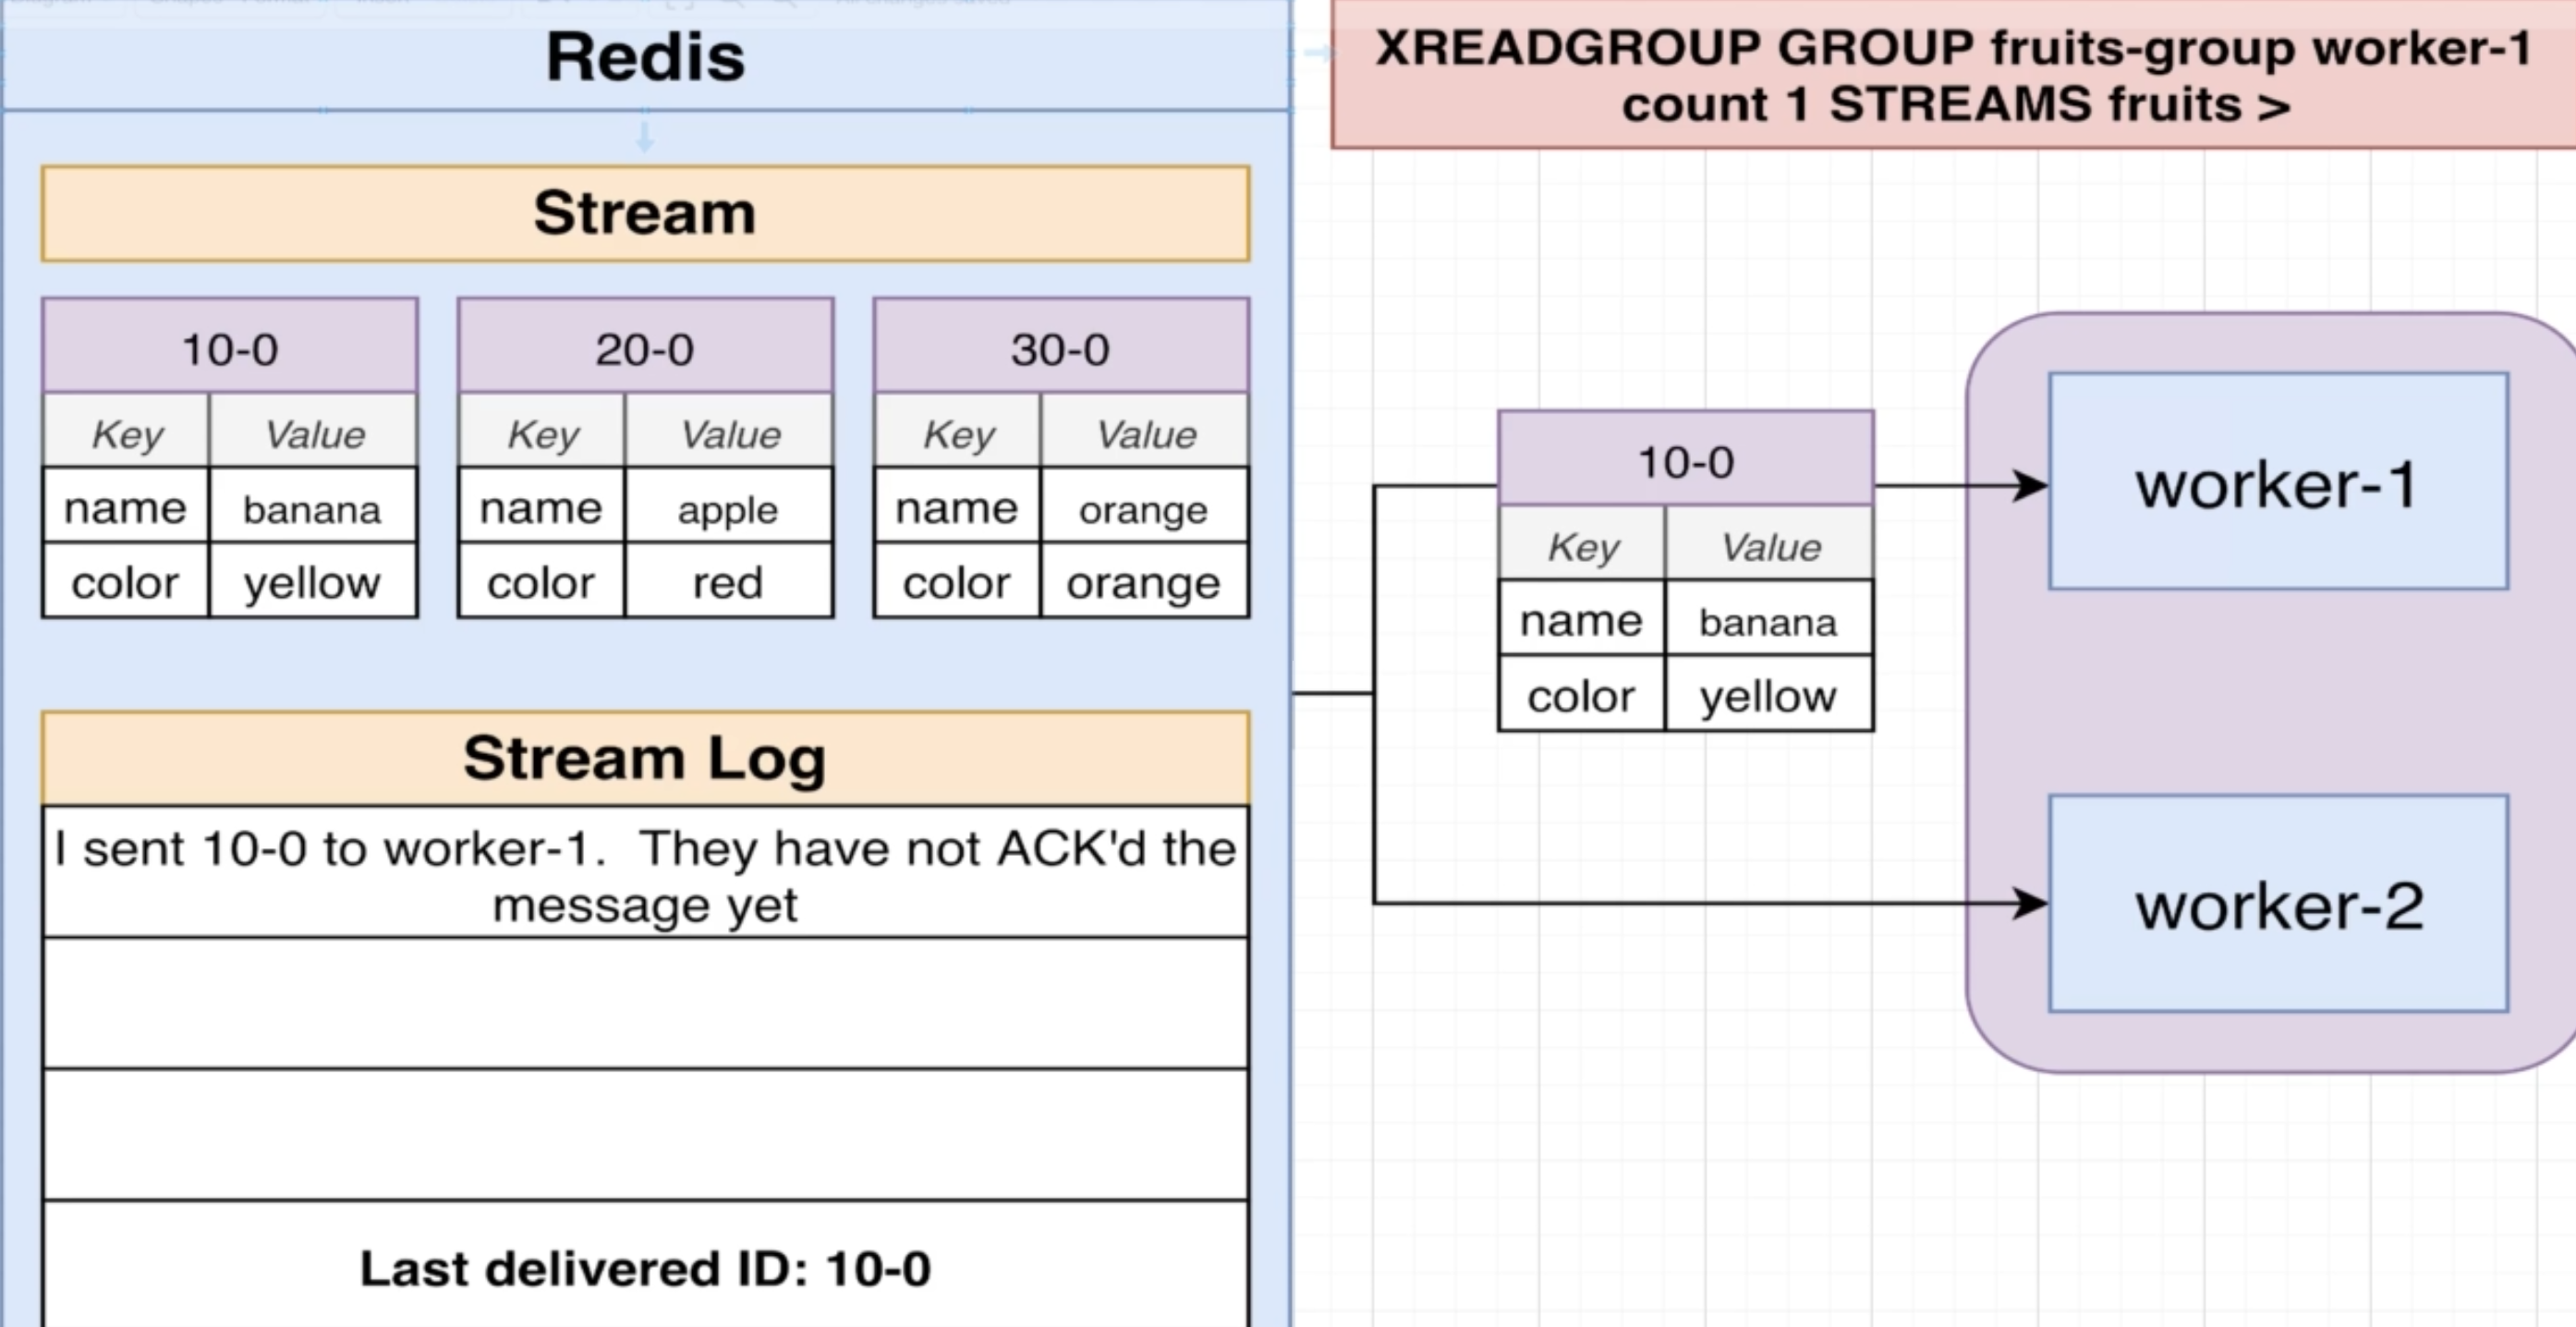 Redis
XREADGROUP GROUP fruits-group worker-1
count 1 STREAMS fruits >
Stream
10-0
Key Value
name banana
color yellow
20-0
Key Value
name apple
color red
30-0
Key Value
name orange
color orange
10-0
Key Value
name banana
color yellow
worker-1
worker-2
Stream Log
I sent 10-0 to worker-1.  They have not ACK'd the
message yet
Last delivered ID: 10-0